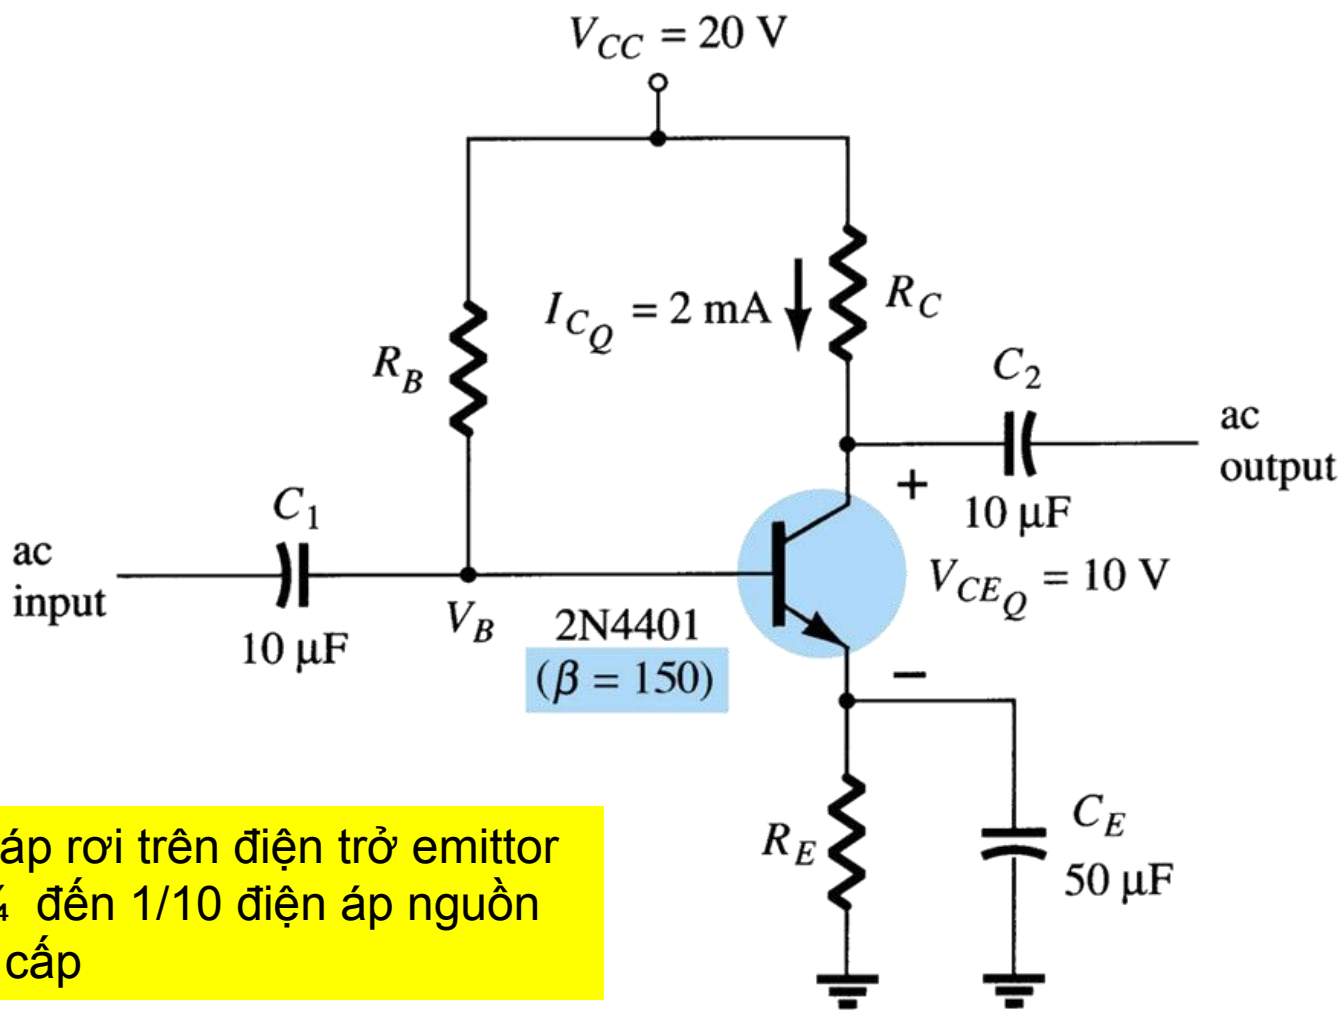 V_CC = 20 V
I_CQ = 2 mA
R_C
R_B
C_2
ac
output
10 µF
C_1
ac
input
10 µF
V_B
2N4401
(β = 150)
+
V_CEQ = 10 V
−
R_E
C_E
50 µF
áp rơi trên điện trở emittor
đến 1/10 điện áp nguồn
cấp